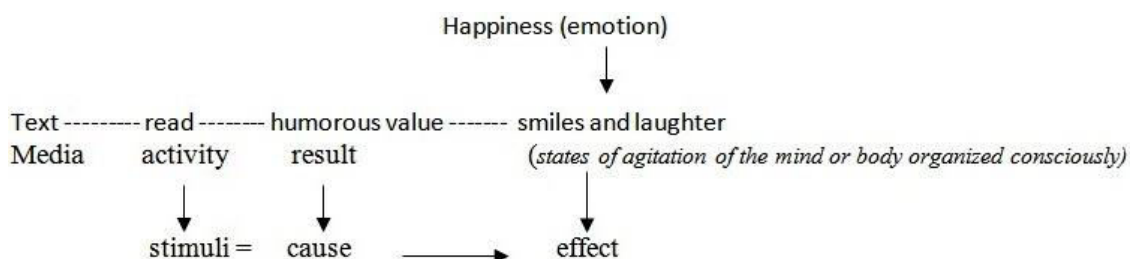 Happiness (emotion)
Text --------- read -------- humorous value ------- smiles and laughter
Media activity result (states of agitation of the mind or body organized consciously)
stimuli = cause effect